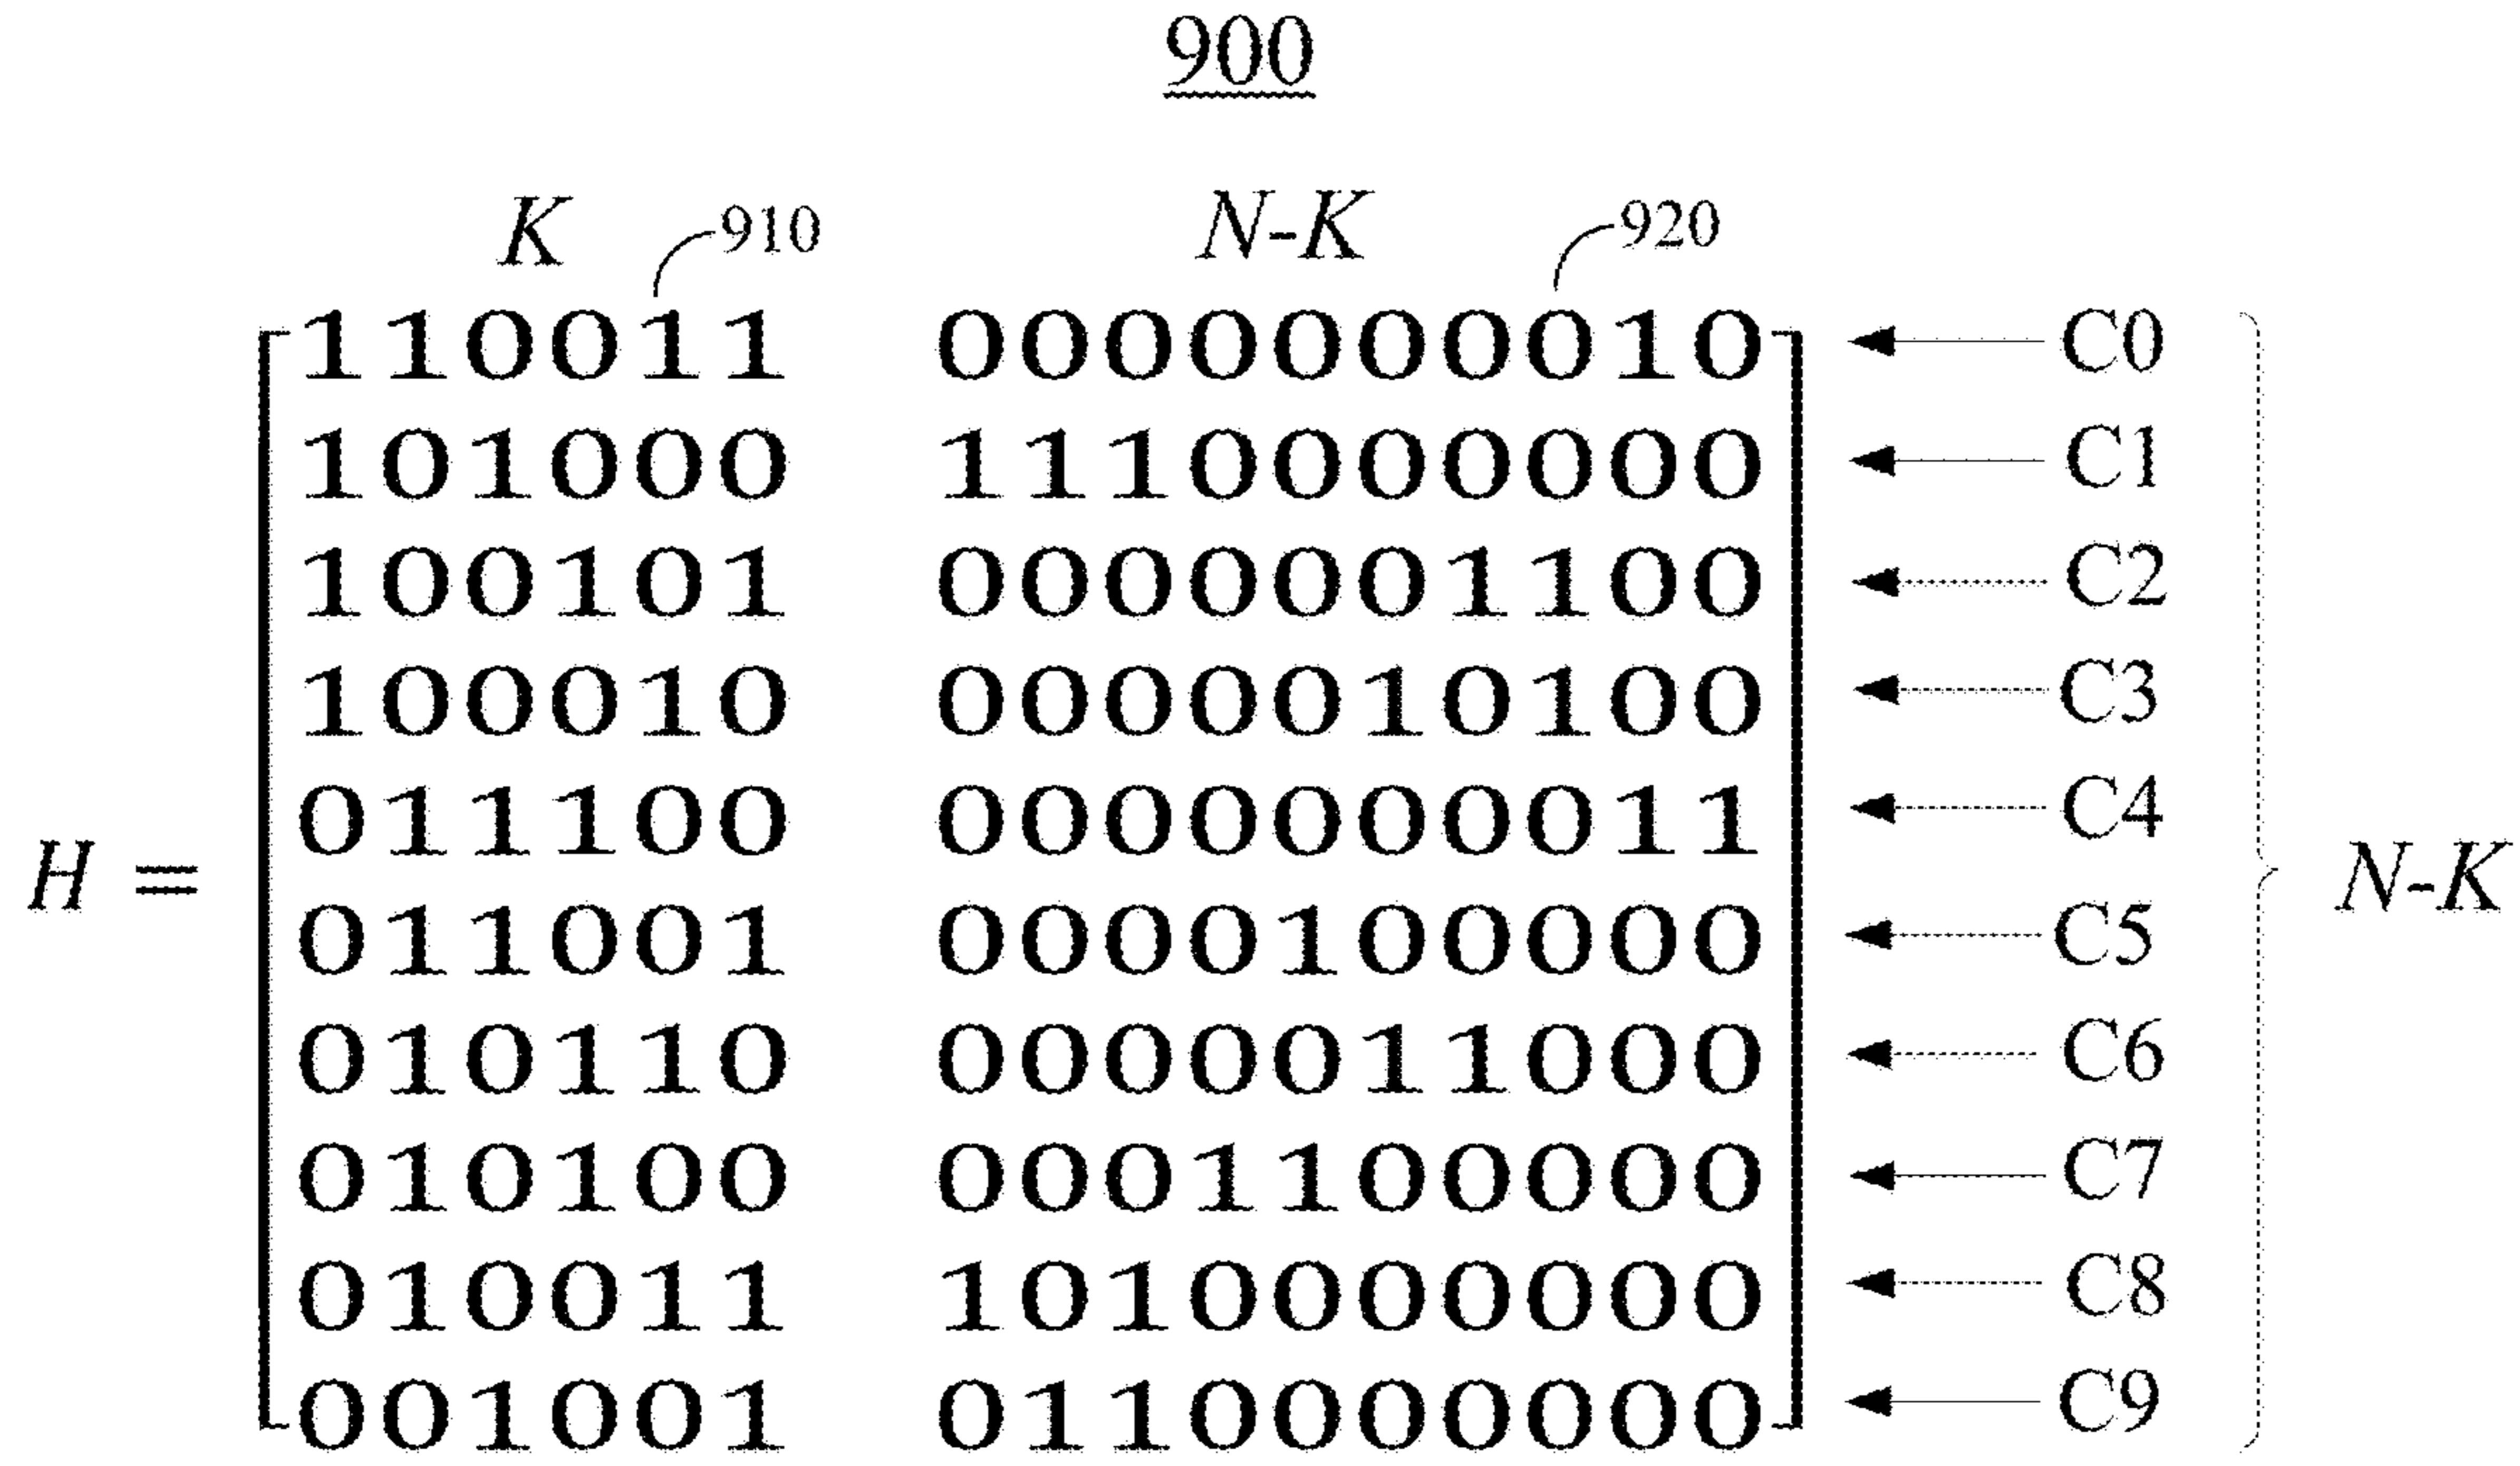 900
K 910 N-K 920
110011 0000000010 C0
101000 1110000000 C1
100101 0000001100 C2
100010 0000010100 C3
011100 0000000011 C4
H = N-K
011001 0000100000 C5
010110 0000011000 C6
010100 0001100000 C7
010011 1010000000 C8
001001 0110000000 C9